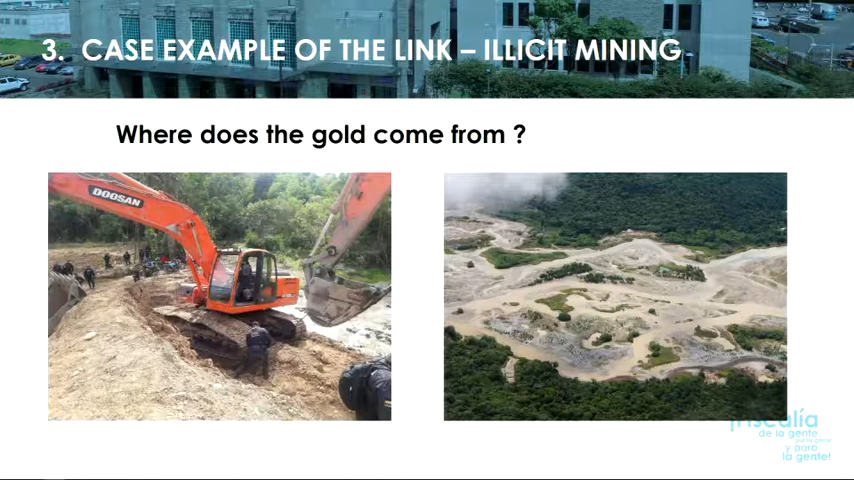 3. CASE EXAMPLE OF THE LINK – ILLICIT MINING
Where does the gold come from ?
DOOSAN
fiscalía
de la gente
y para
la gente!